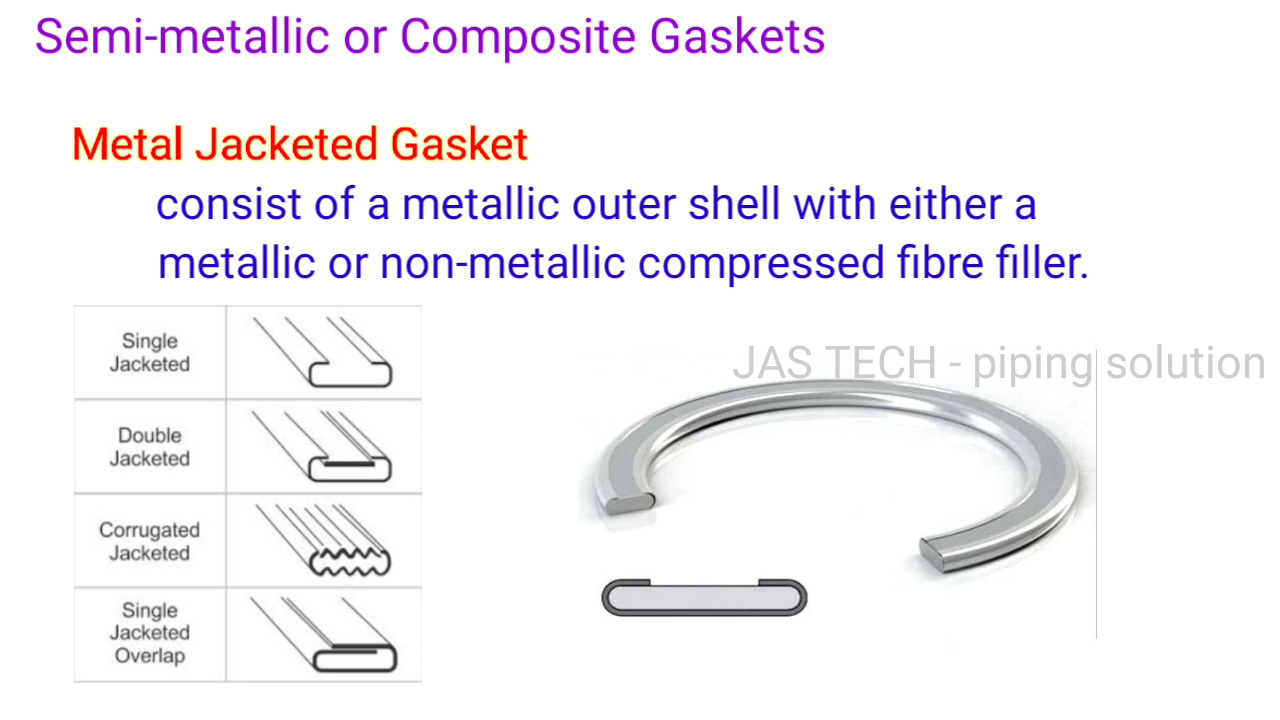 Semi-metallic or Composite Gaskets
Metal Jacketed Gasket
consist of a metallic outer shell with either a
metallic or non-metallic compressed fibre filler.
Single
Jacketed
Double
Jacketed
Corrugated
Jacketed
Single
Jacketed
Overlap
JAS TECH - piping solution